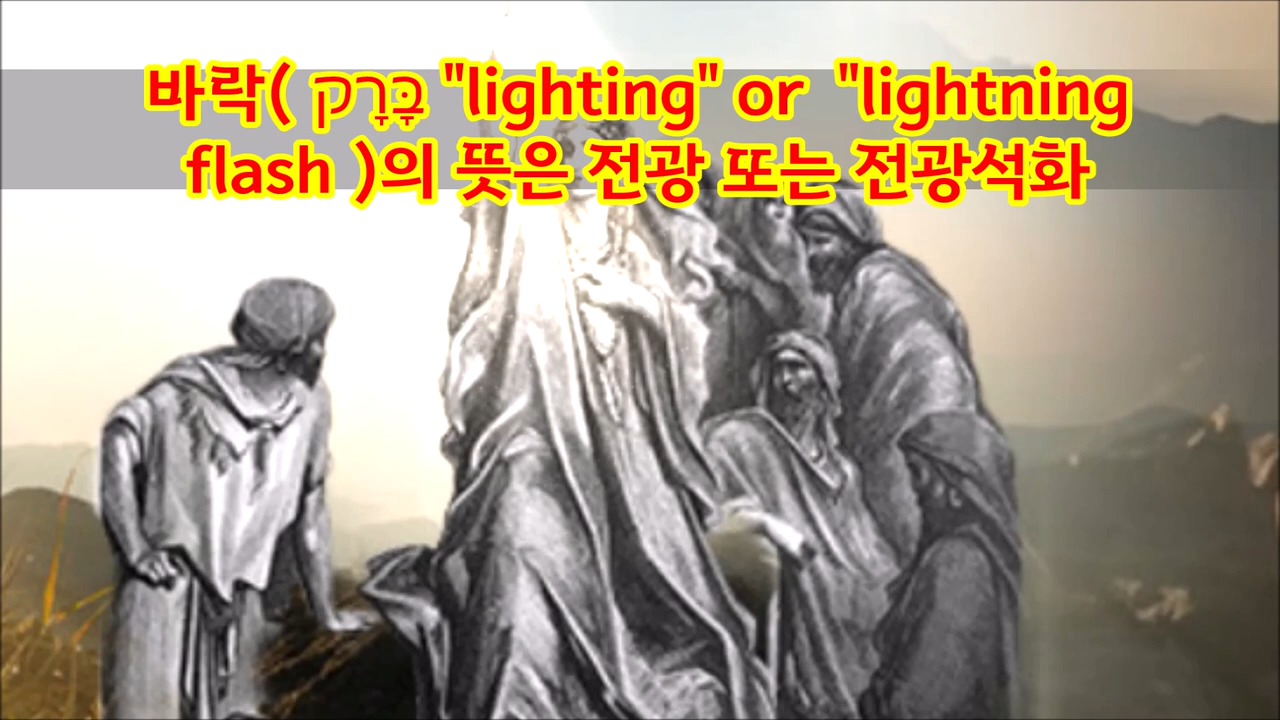 바락( בָּרָק "lighting" or  "lightning
flash )의 뜻은 전광 또는 전광석화